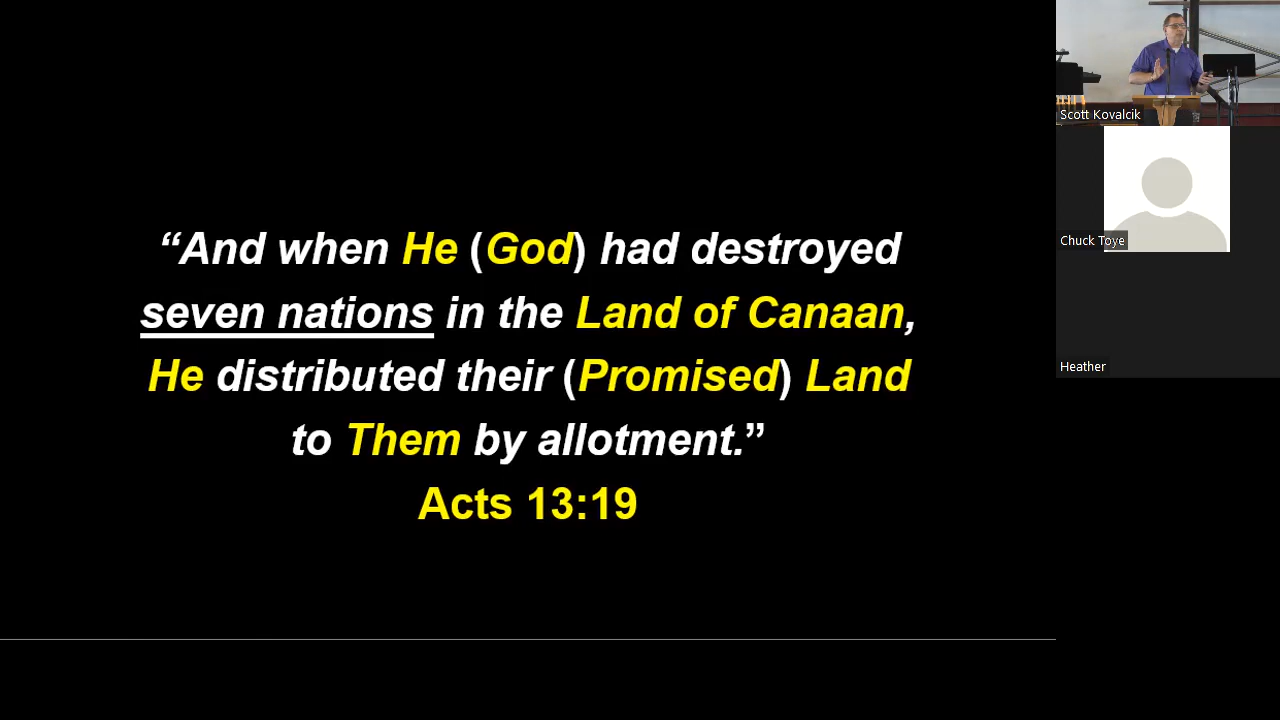 “And when He (God) had destroyed
seven nations in the Land of Canaan,
He distributed their (Promised) Land
to Them by allotment.”
Acts 13:19
Scott Kovalcik
Chuck Toye
Heather